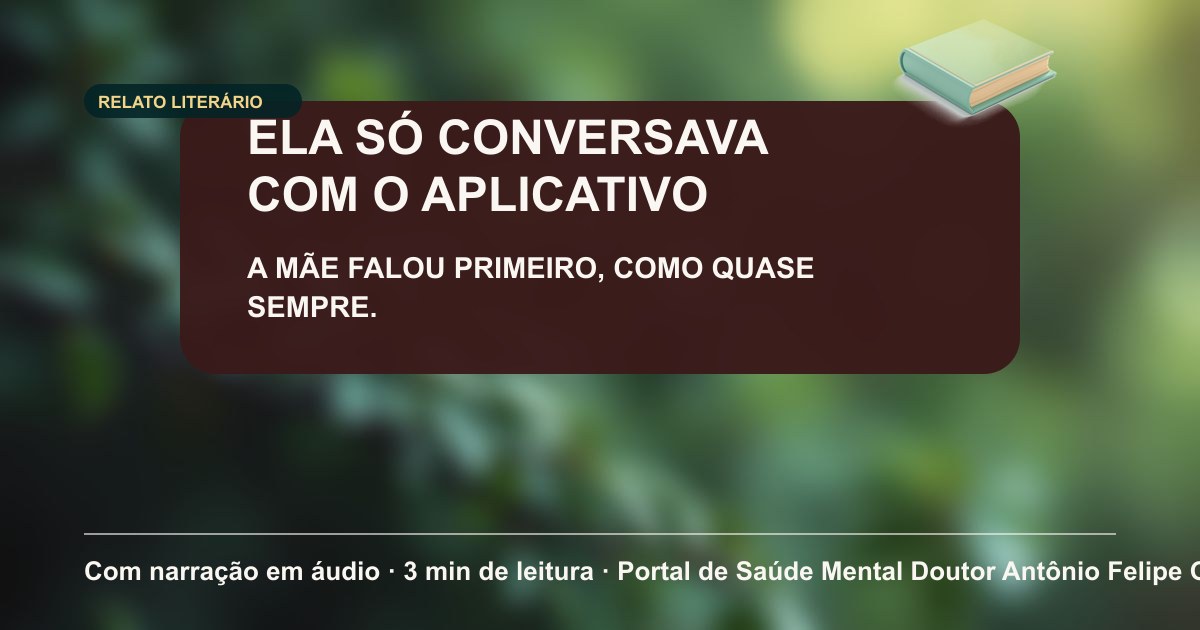 RELATO LITERÁRIO
ELA SÓ CONVERSAVA
COM O APLICATIVO
A MÃE FALOU PRIMEIRO, COMO QUASE
SEMPRE.
Com narração em áudio · 3 min de leitura · Portal de Saúde Mental Doutor Antônio Felipe